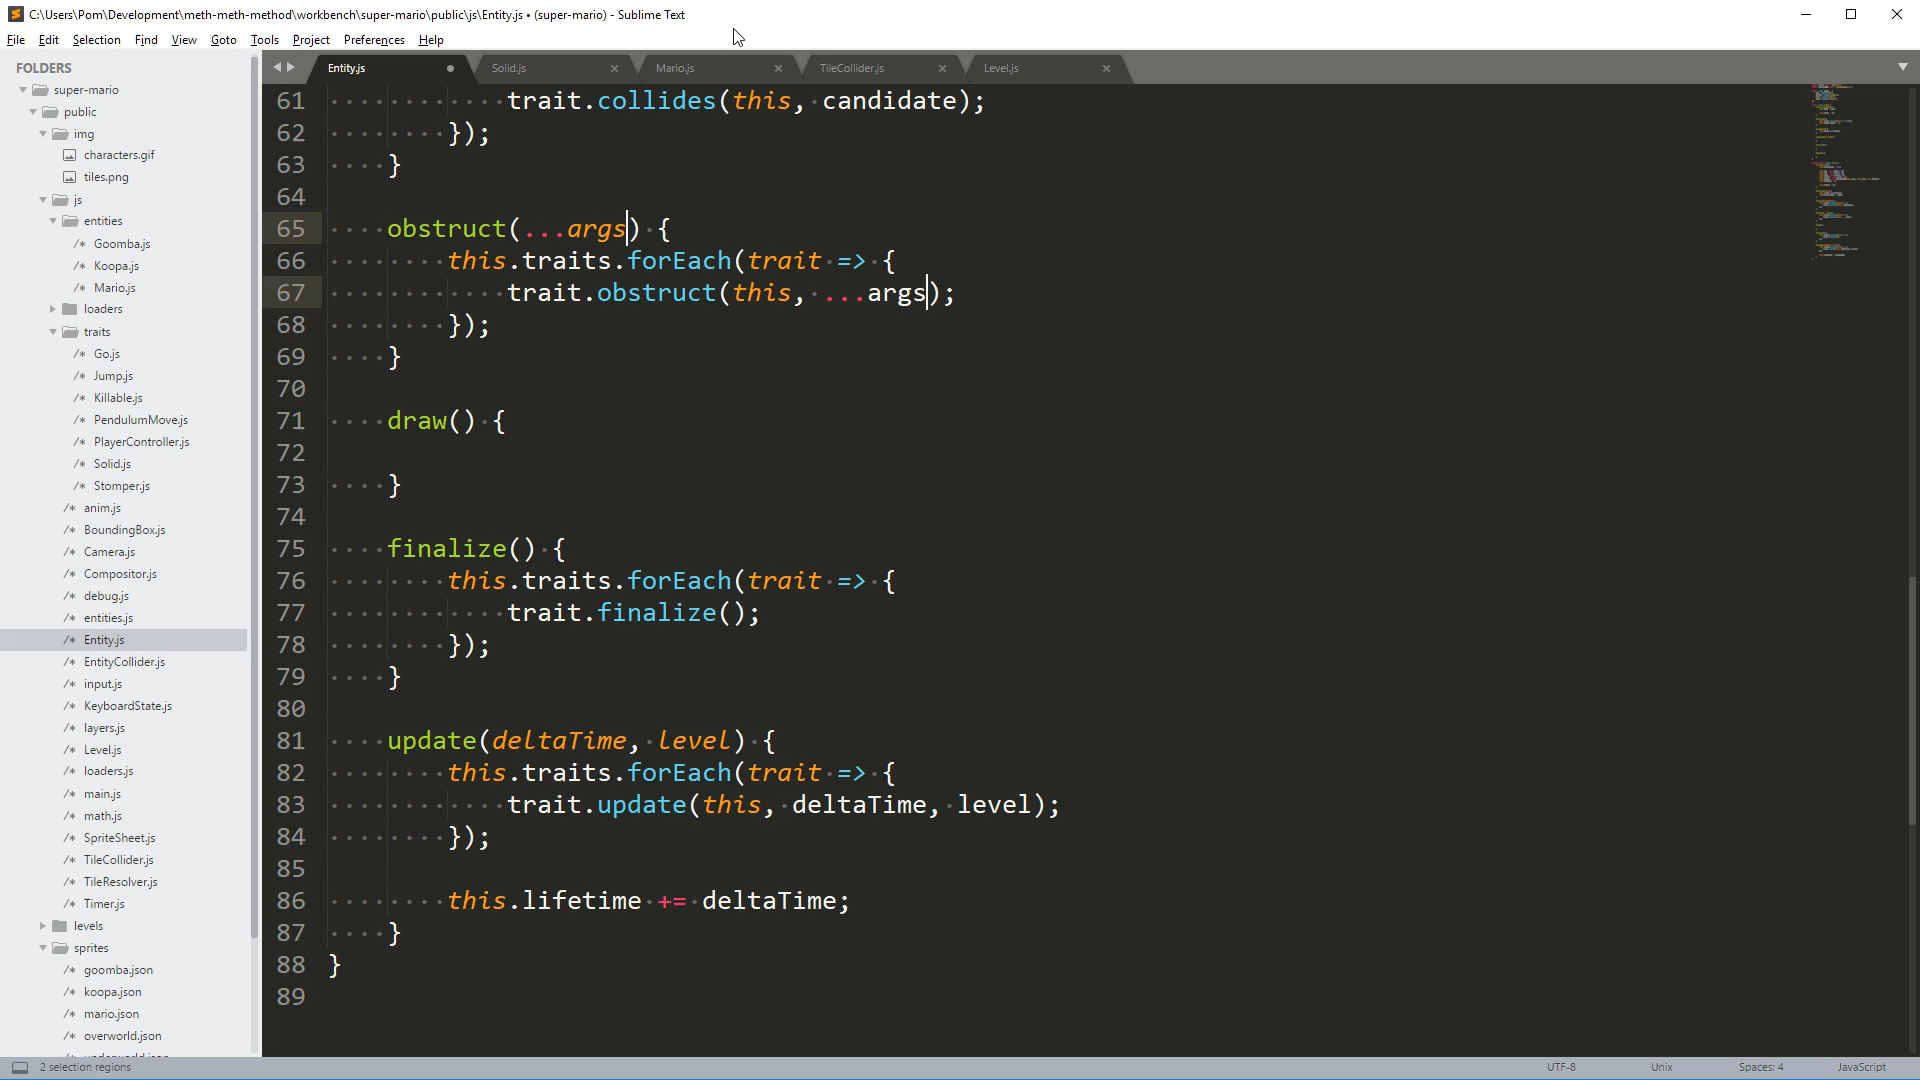 C:\Users\Pom\Development\meth-meth-method\workbench\super-mario\public\js\Entity.js • (super-mario) - Sublime Text
File Edit Selection Find View Goto Tools Project Preferences Help
FOLDERS
super-mario
public
img
characters.gif
tiles.png
js
entities
/* Goomba.js
/* Koopa.js
/* Mario.js
loaders
traits
/* Go.js
/* Jump.js
/* Killable.js
/* PendulumMove.js
/* PlayerController.js
/* Solid.js
/* Stomper.js
/* anim.js
/* BoundingBox.js
/* Camera.js
/* Compositor.js
/* debug.js
/* entities.js
/* Entity.js
/* EntityCollider.js
/* input.js
/* KeyboardState.js
/* layers.js
/* Level.js
/* loaders.js
/* main.js
/* math.js
/* SpriteSheet.js
/* TileCollider.js
/* TileResolver.js
/* Timer.js
levels
sprites
/* goomba.json
/* koopa.json
/* mario.json
/* overworld.json
/* underworld.json
Entity.js Solid.js Mario.js TileCollider.js Level.js
61 trait.collides(this, candidate);
62 });
63 }
64
65 obstruct(...args) {
66 this.traits.forEach(trait => {
67 trait.obstruct(this, ...args);
68 });
69 }
70
71 draw() {
72
73 }
74
75 finalize() {
76 this.traits.forEach(trait => {
77 trait.finalize();
78 });
79 }
80
81 update(deltaTime, level) {
82 this.traits.forEach(trait => {
83 trait.update(this, deltaTime, level);
84 });
85
86 this.lifetime += deltaTime;
87 }
88 }
89
2 selection regions UTF-8 Unix Spaces: 4 JavaScript